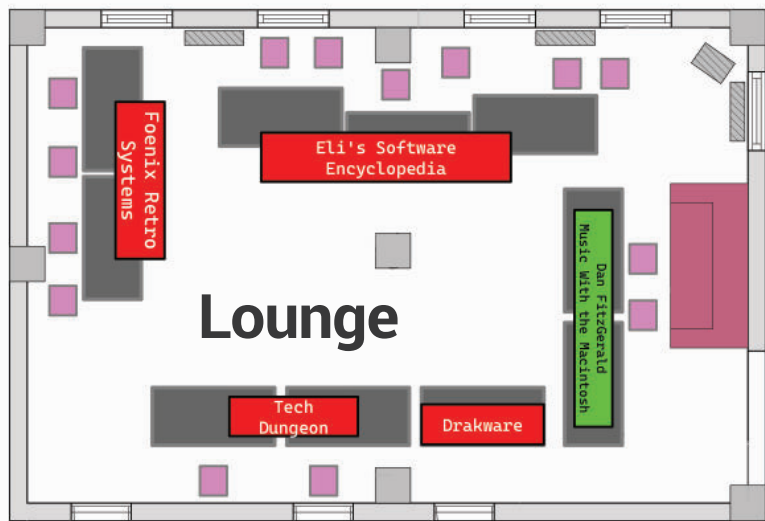 Foenix Retro
Systems
Eli's Software
Encyclopedia
Dan FitzGerald
Music With the Macintosh
Lounge
Tech
Dungeon
Drakware